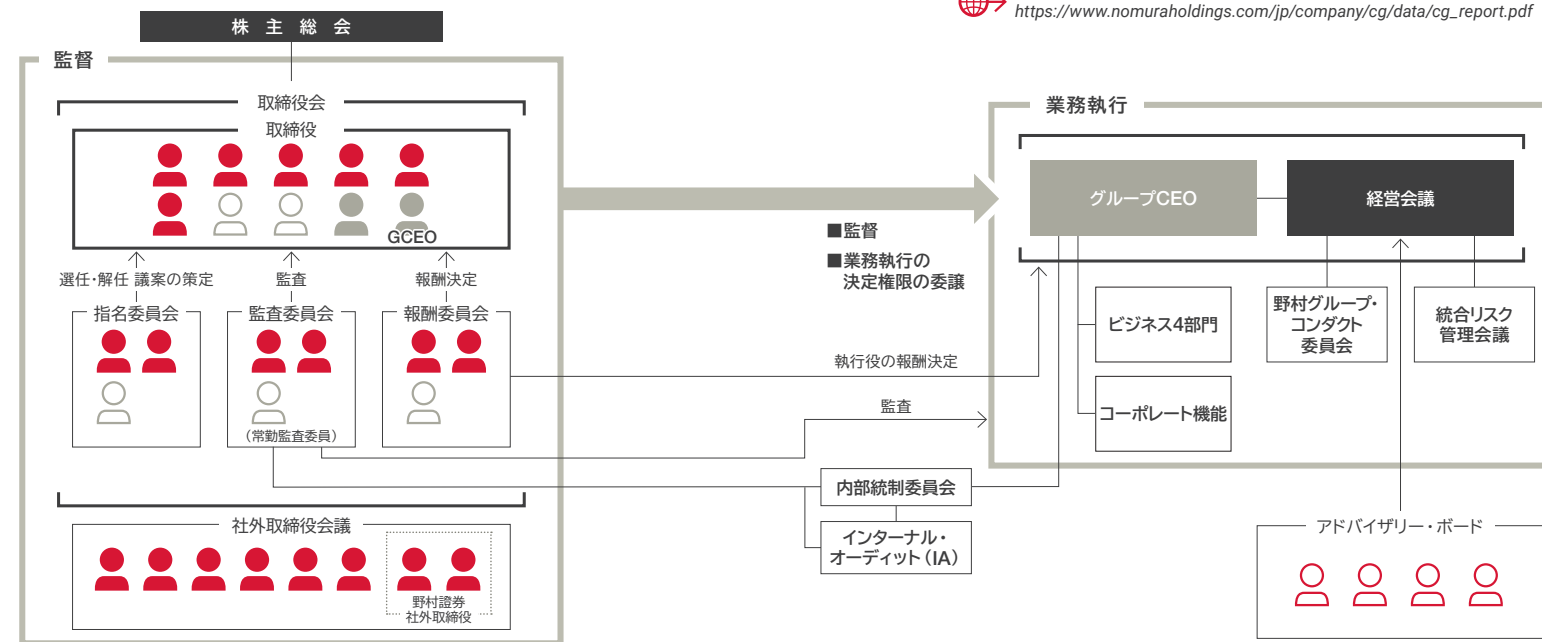 https://www.nomuraholdings.com/jp/company/cg/data/cg_report.pdf
株 主 総 会
監督
取締役会
取締役
GCEO
選任・解任 議案の策定
監査
報酬決定
指名委員会
監査委員会
(常勤監査委員)
報酬委員会
社外取締役会議
野村證券
社外取締役
■監督
■業務執行の
決定権限の委譲
執行役の報酬決定
監査
内部統制委員会
インターナル・
オーディット(IA)
業務執行
グループCEO
経営会議
ビジネス4部門
コーポレート機能
野村グループ・
コンダクト
委員会
統合リスク
管理会議
アドバイザリー・ボード